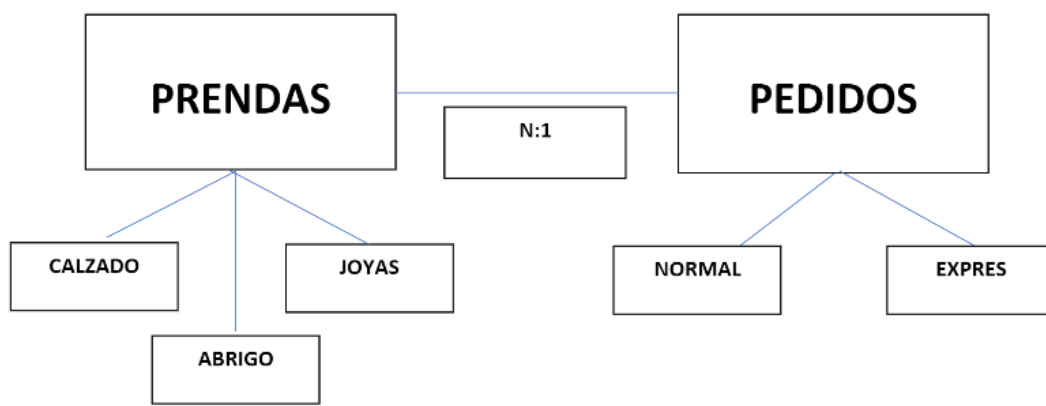 PRENDAS
PEDIDOS
N:1
CALZADO
JOYAS
NORMAL
EXPRES
ABRIGO